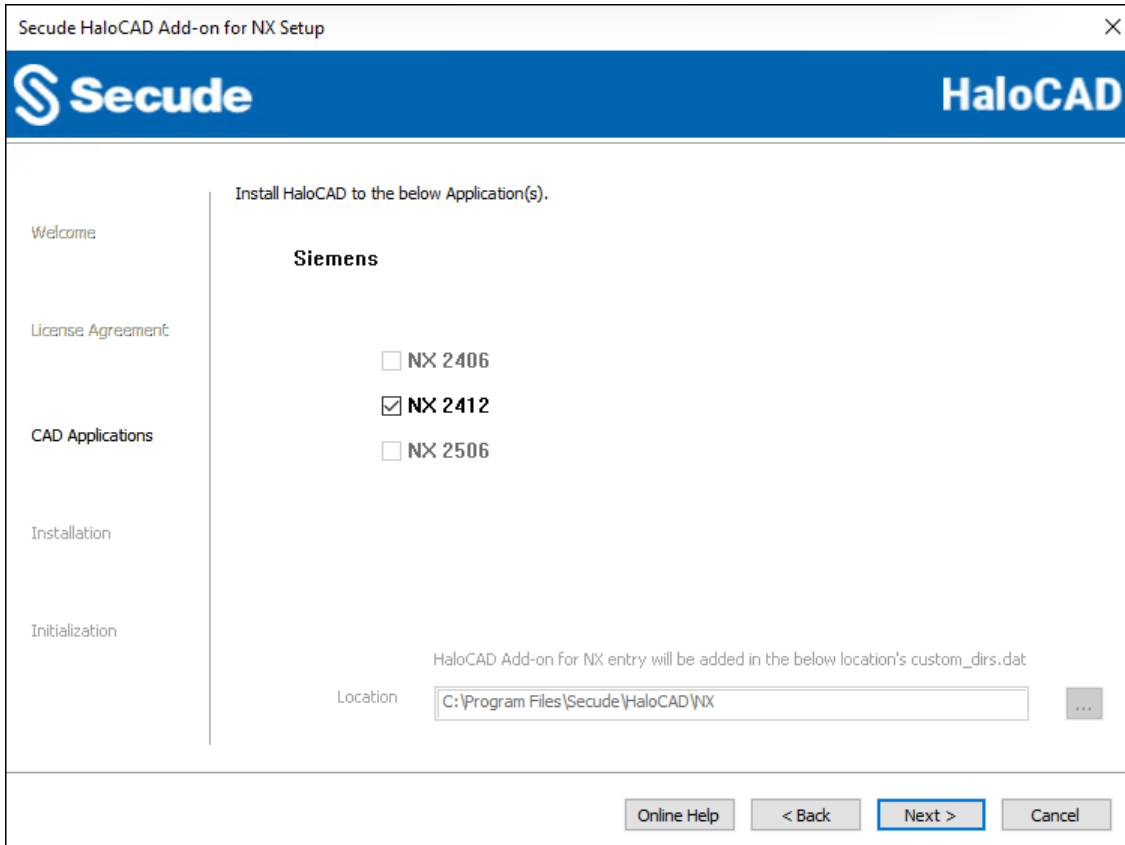 Secude HaloCAD Add-on for NX Setup
Secude
HaloCAD
Install HaloCAD to the below Application(s).
Welcome
Siemens
License Agreement
NX 2406
NX 2412
CAD Applications
NX 2506
Installation
Initialization
HaloCAD Add-on for NX entry will be added in the below location's custom_dirs.dat
Location
C:\Program Files\Secude\HaloCAD\NX
...
Online Help
< Back
Next >
Cancel